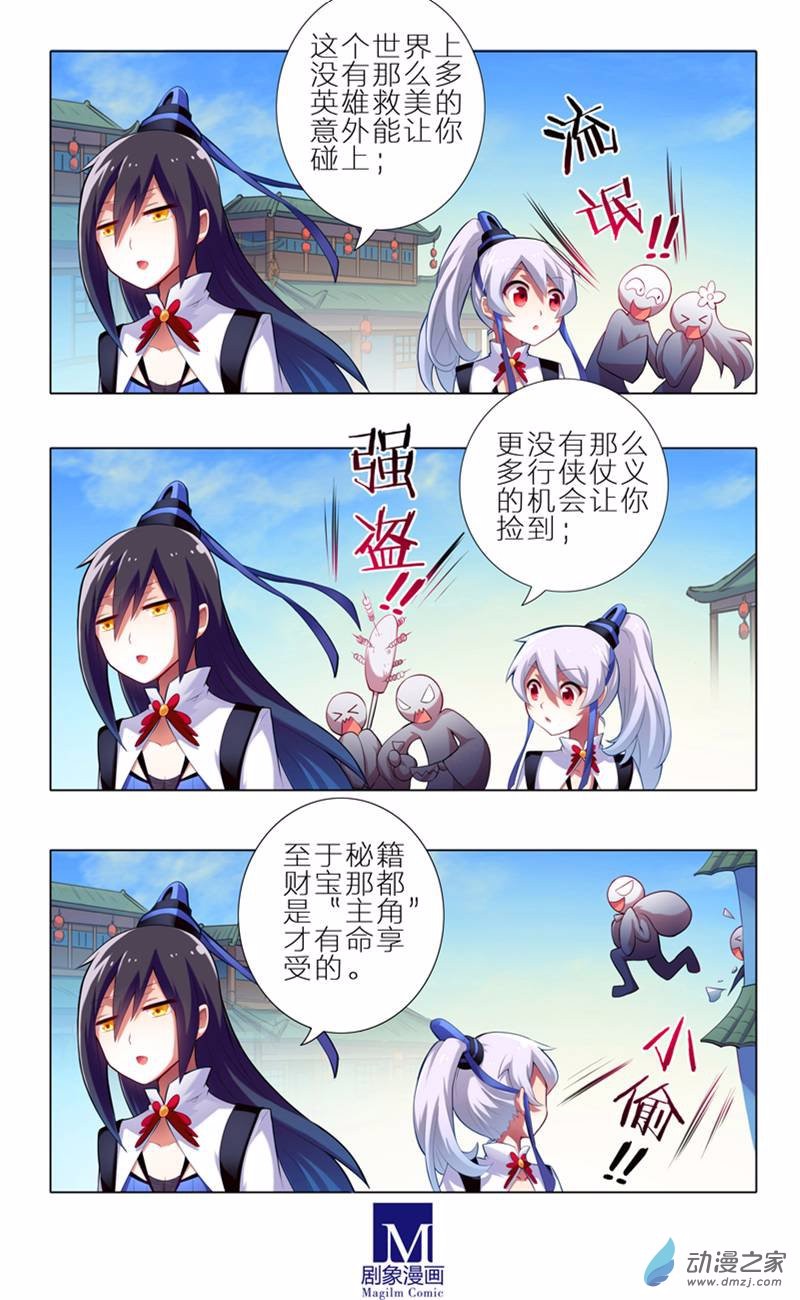 这个世界上
没有那么多
英雄救美的
意外能让你
碰上；
流氓!!
强盗!!
更没有那么
多行侠仗义
的机会让你
捡到；
至于秘籍
财宝那都
是“主角”
才有命享
受的。
小偷!!
M
剧象漫画
Magilm Comic
动漫之家
www.dmzj.com